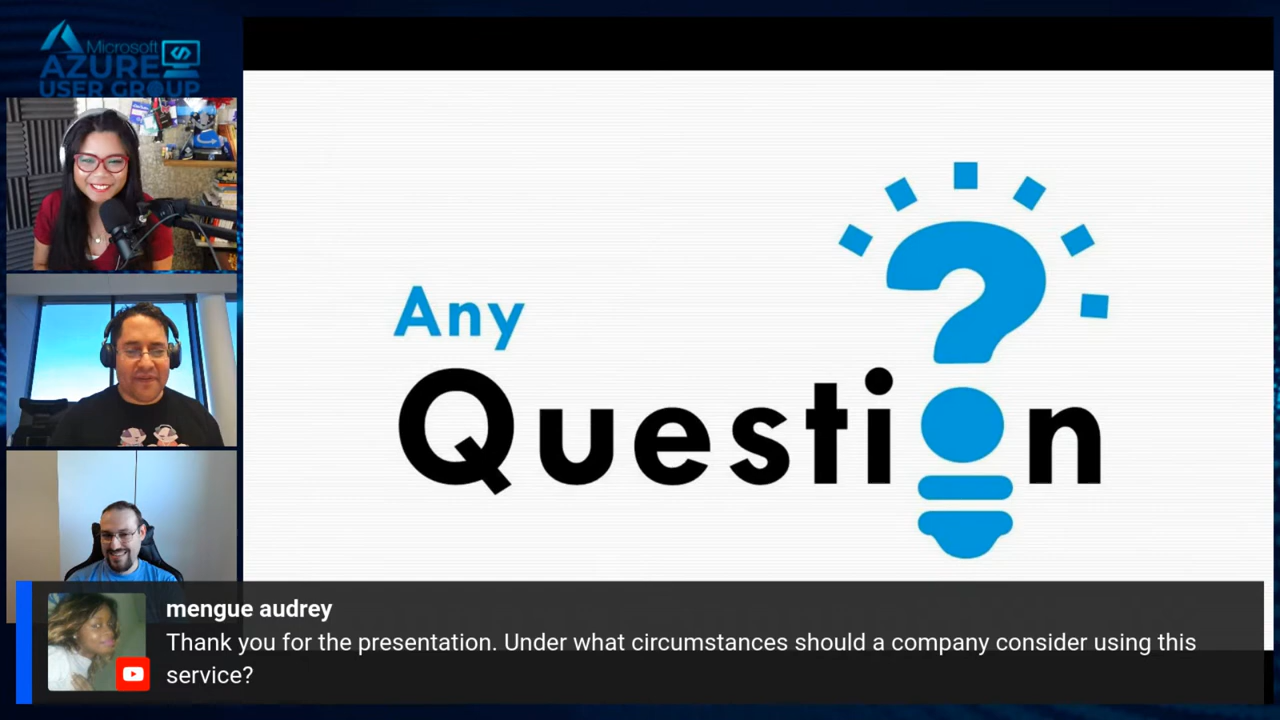 Microsoft
AZURE
USER GROUP
Any
Question
mengue audrey
Thank you for the presentation. Under what circumstances should a company consider using this
service?